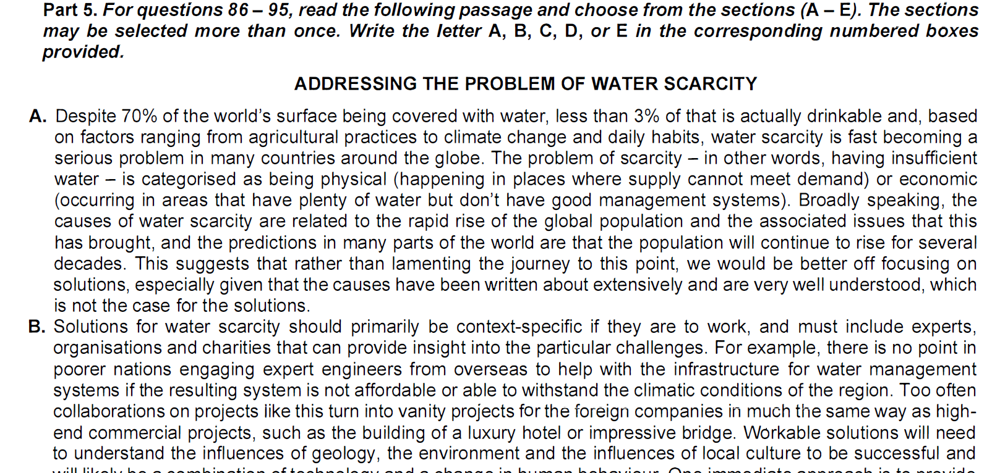 Part 5. For questions 86 – 95, read the following passage and choose from the sections (A – E). The sections
may be selected more than once. Write the letter A, B, C, D, or E in the corresponding numbered boxes
provided.
ADDRESSING THE PROBLEM OF WATER SCARCITY
A. Despite 70% of the world's surface being covered with water, less than 3% of that is actually drinkable and, based
on factors ranging from agricultural practices to climate change and daily habits, water scarcity is fast becoming a
serious problem in many countries around the globe. The problem of scarcity – in other words, having insufficient
water – is categorised as being physical (happening in places where supply cannot meet demand) or economic
(occurring in areas that have plenty of water but don't have good management systems). Broadly speaking, the
causes of water scarcity are related to the rapid rise of the global population and the associated issues that this
has brought, and the predictions in many parts of the world are that the population will continue to rise for several
decades. This suggests that rather than lamenting the journey to this point, we would be better off focusing on
solutions, especially given that the causes have been written about extensively and are very well understood, which
is not the case for the solutions.
B. Solutions for water scarcity should primarily be context-specific if they are to work, and must include experts,
organisations and charities that can provide insight into the particular challenges. For example, there is no point in
poorer nations engaging expert engineers from overseas to help with the infrastructure for water management
systems if the resulting system is not affordable or able to withstand the climatic conditions of the region. Too often
collaborations on projects like this turn into vanity projects for the foreign companies in much the same way as high-
end commercial projects, such as the building of a luxury hotel or impressive bridge. Workable solutions will need
to understand the influences of geology, the environment and the influences of local culture to be successful and
will likely be a combination of technology and a change in human behaviour. One immediate approach is to provide